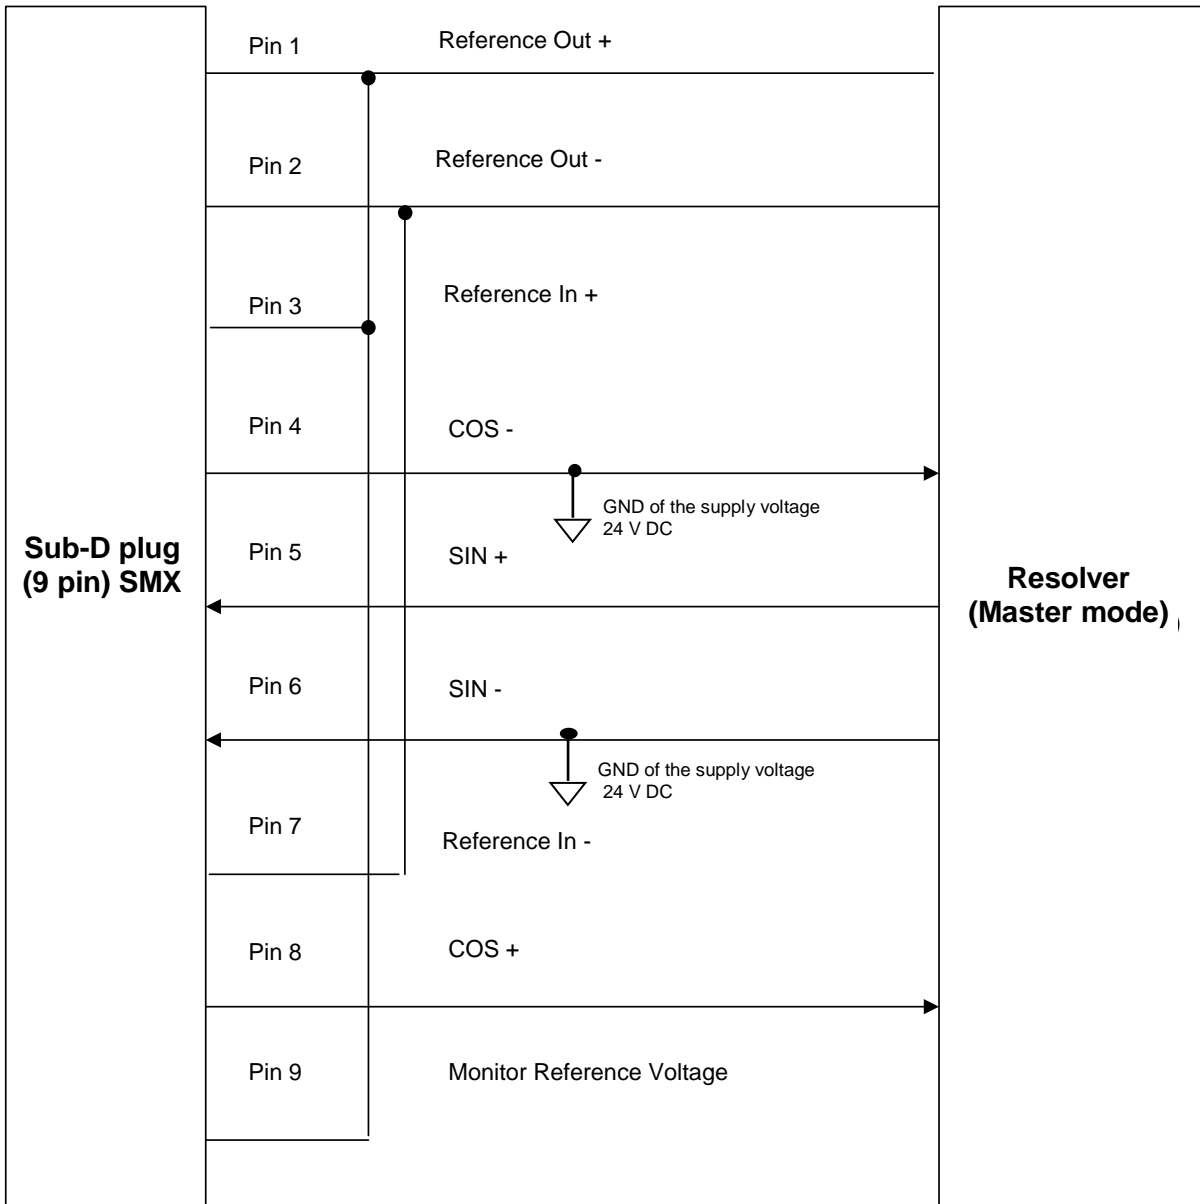 Pin 1
Reference Out +
Pin 2
Reference Out -
Pin 3
Reference In +
Pin 4
COS -
GND of the supply voltage
24 V DC
Sub-D plug
(9 pin) SMX
Pin 5
SIN +
Resolver
(Master mode)
Pin 6
SIN -
GND of the supply voltage
24 V DC
Pin 7
Reference In -
Pin 8
COS +
Pin 9
Monitor Reference Voltage